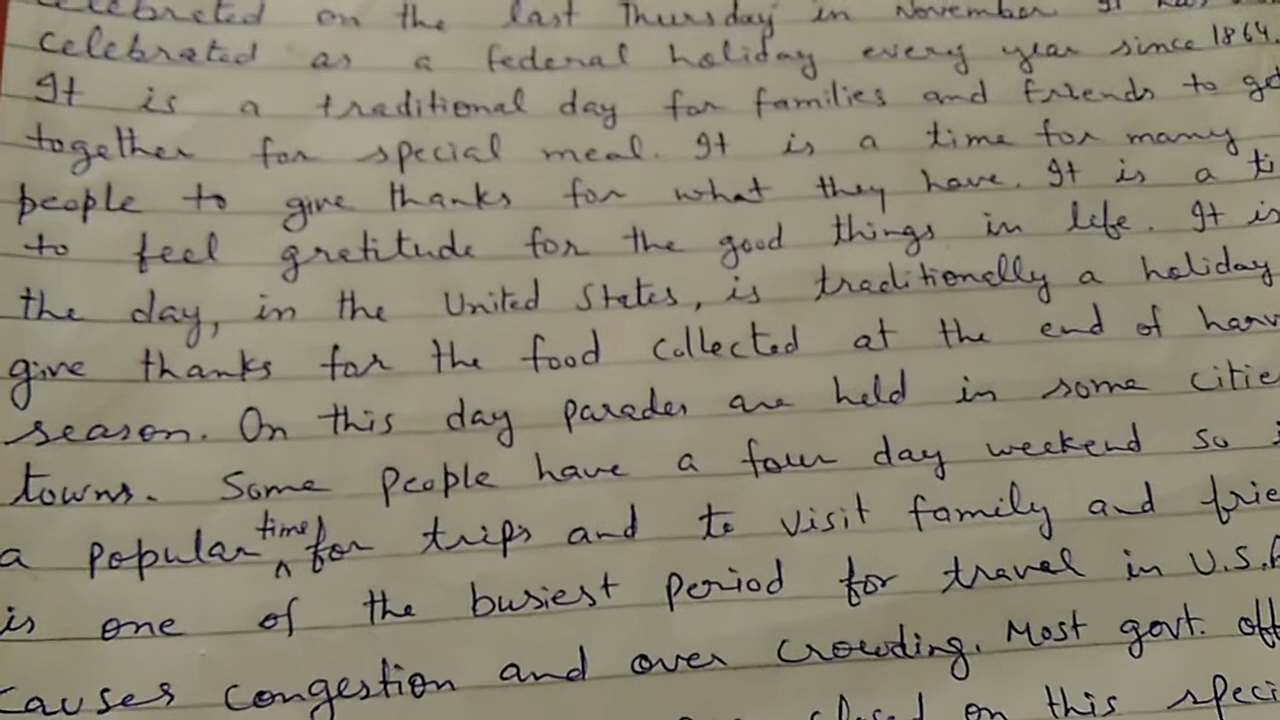 celebrated on the last Thursday in November It has
celebrated as a federal holiday every year since 1864.
It is a traditional day for families and friends to ge
together for special meal. It is a time for many
people to give thanks for what they have. It is a ti
to feel gratitude for the good things in life. It is
the day, in the United States, is traditionally a holiday
give thanks for the food collected at the end of harv
season. On this day parades are held in some citie
towns. Some people have a four day weekend so i
a popular time for trips and to visit family and frie
is one of the busiest period for travel in U.S.A
causes congestion and over crowding. Most govt. off
closed on this speci